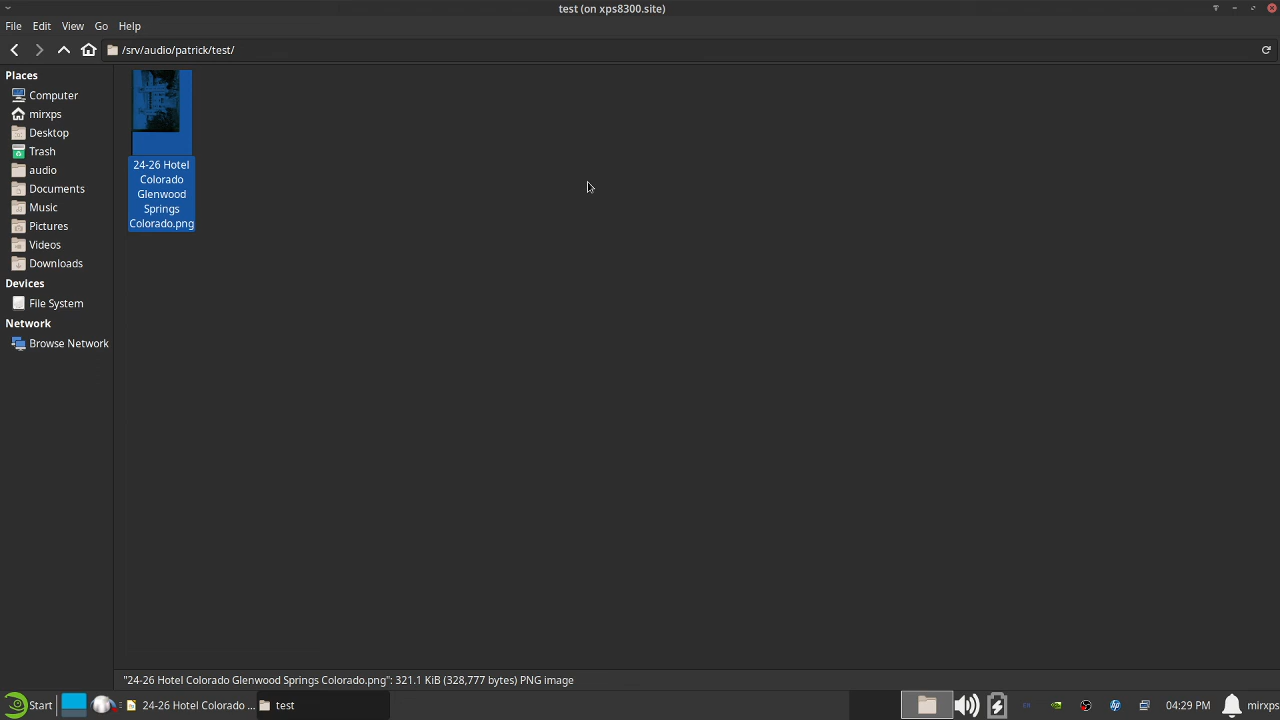 test (on xps8300.site)
File Edit View Go Help
/srv/audio/patrick/test/
Places
Computer
mirxps
Desktop
Trash
audio
Documents
Music
Pictures
Videos
Downloads
Devices
File System
Network
Browse Network
24-26 Hotel
Colorado
Glenwood
Springs
Colorado.png
"24-26 Hotel Colorado Glenwood Springs Colorado.png": 321.1 KiB (328,777 bytes) PNG image
Start 24-26 Hotel Colorado ... test 04:29 PM mirxps